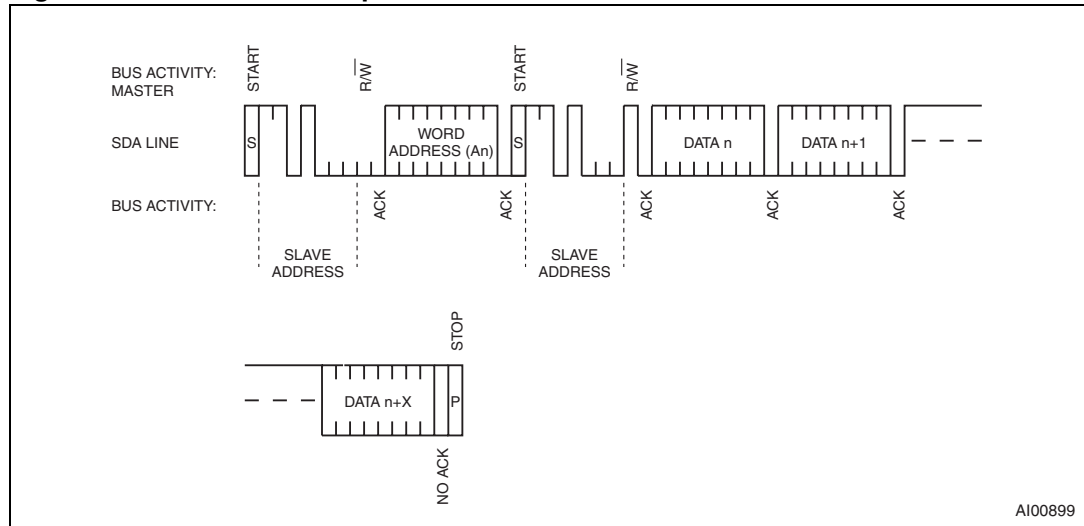 BUS ACTIVITY:
MASTER
START
R/W
START
R/W
SDA LINE
S
WORD
ADDRESS (An)
S
DATA n
DATA n+1
BUS ACTIVITY:
ACK
ACK
ACK
ACK
ACK
SLAVE
ADDRESS
SLAVE
ADDRESS
STOP
DATA n+X
P
NO ACK
AI00899